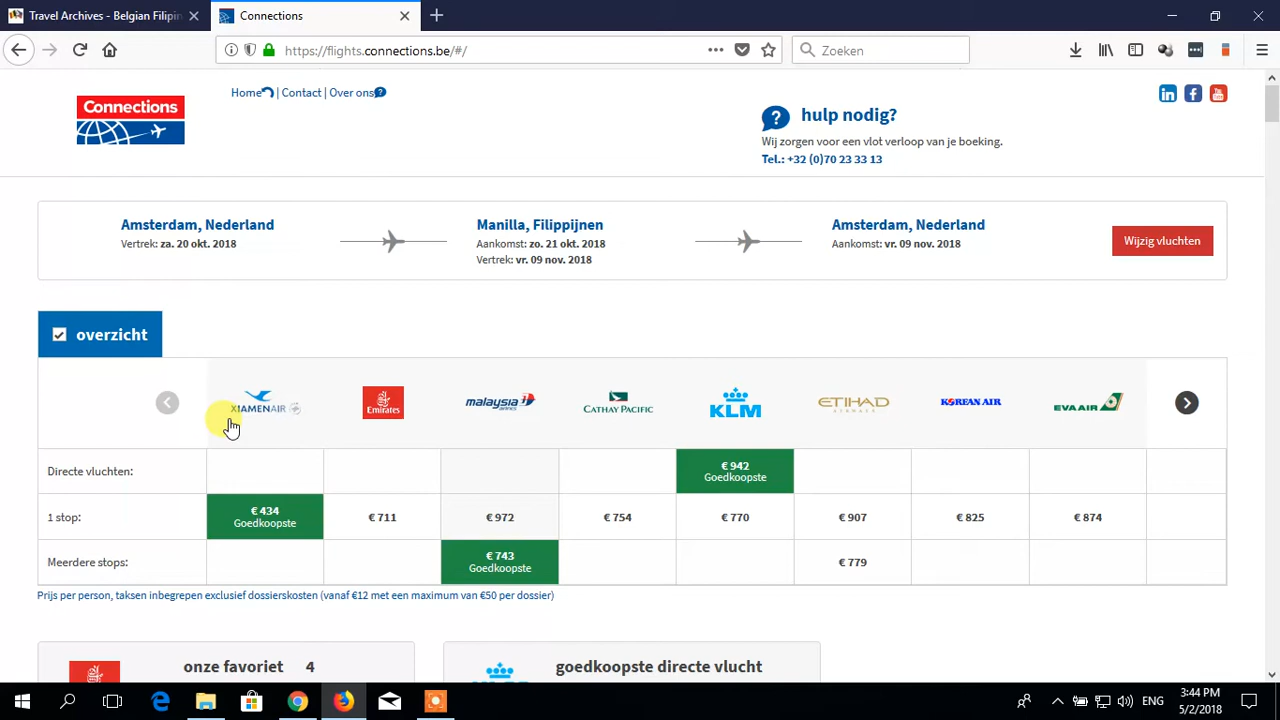 Travel Archives - Belgian Filipin
Connections
https://flights.connections.be/#/
Zoeken
Connections
Home | Contact | Over ons
hulp nodig?
Wij zorgen voor een vlot verloop van je boeking.
Tel.: +32 (0)70 23 33 13
Amsterdam, Nederland
Vertrek: za. 20 okt. 2018
Manilla, Filippijnen
Aankomst: zo. 21 okt. 2018
Vertrek: vr. 09 nov. 2018
Amsterdam, Nederland
Aankomst: vr. 09 nov. 2018
Wijzig vluchten
overzicht
XIAMENAIR
Emirates
malaysia airlines
CATHAY PACIFIC
KLM
ETIHAD AIRWAYS
KOREAN AIR
EVA AIR
Directe vluchten:
€ 942
Goedkoopste
1 stop:
€ 434
Goedkoopste
€ 711
€ 972
€ 754
€ 770
€ 907
€ 825
€ 874
Meerdere stops:
€ 743
Goedkoopste
€ 779
Prijs per person, taksen inbegrepen exclusief dossierskosten (vanaf €12 met een maximum van €50 per dossier)
onze favoriet 4
goedkoopste directe vlucht
ENG
3:44 PM
5/2/2018